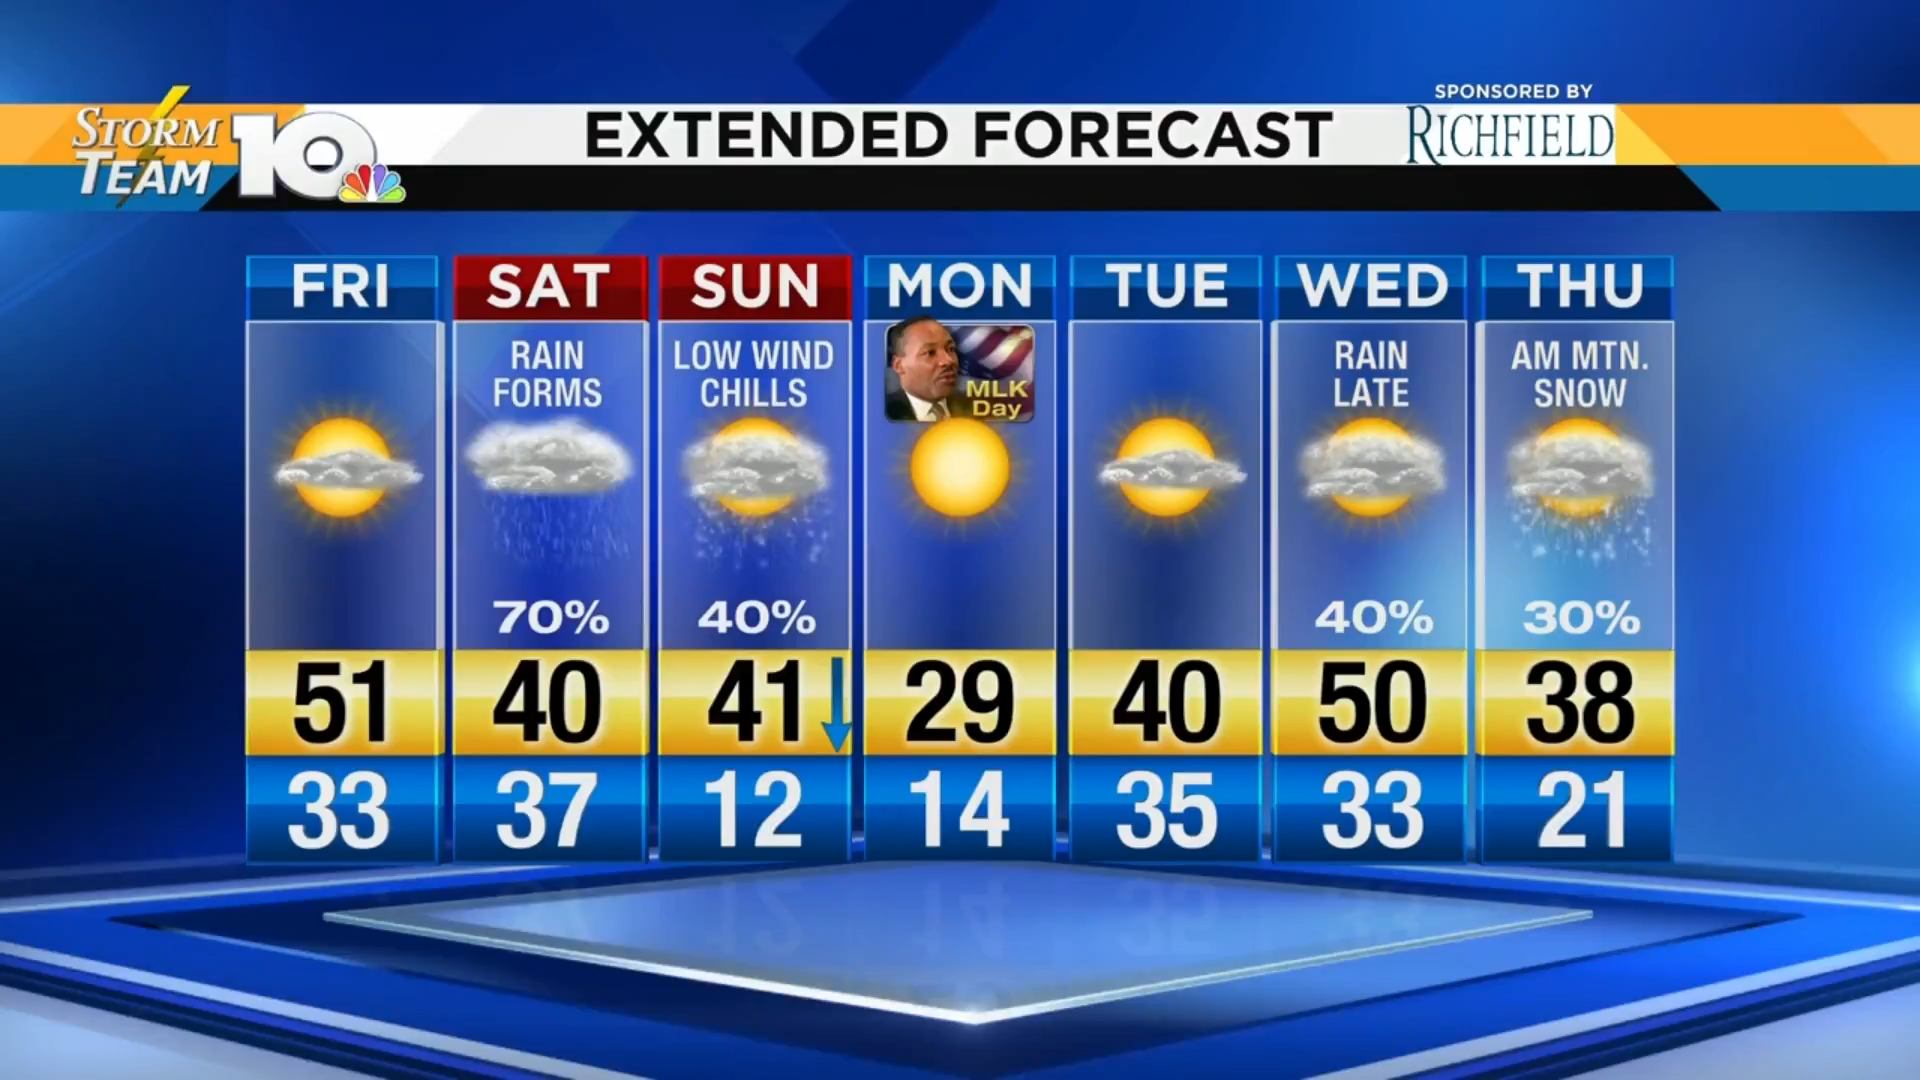 SPONSORED BY
STORM
TEAM
10
EXTENDED FORECAST
RICHFIELD
FRI
SAT
SUN
MON
TUE
WED
THU
RAIN
FORMS
LOW WIND
CHILLS
MLK
Day
RAIN
LATE
AM MTN.
SNOW
70%
40%
40%
30%
51
40
41
29
40
50
38
33
37
12
14
35
33
21